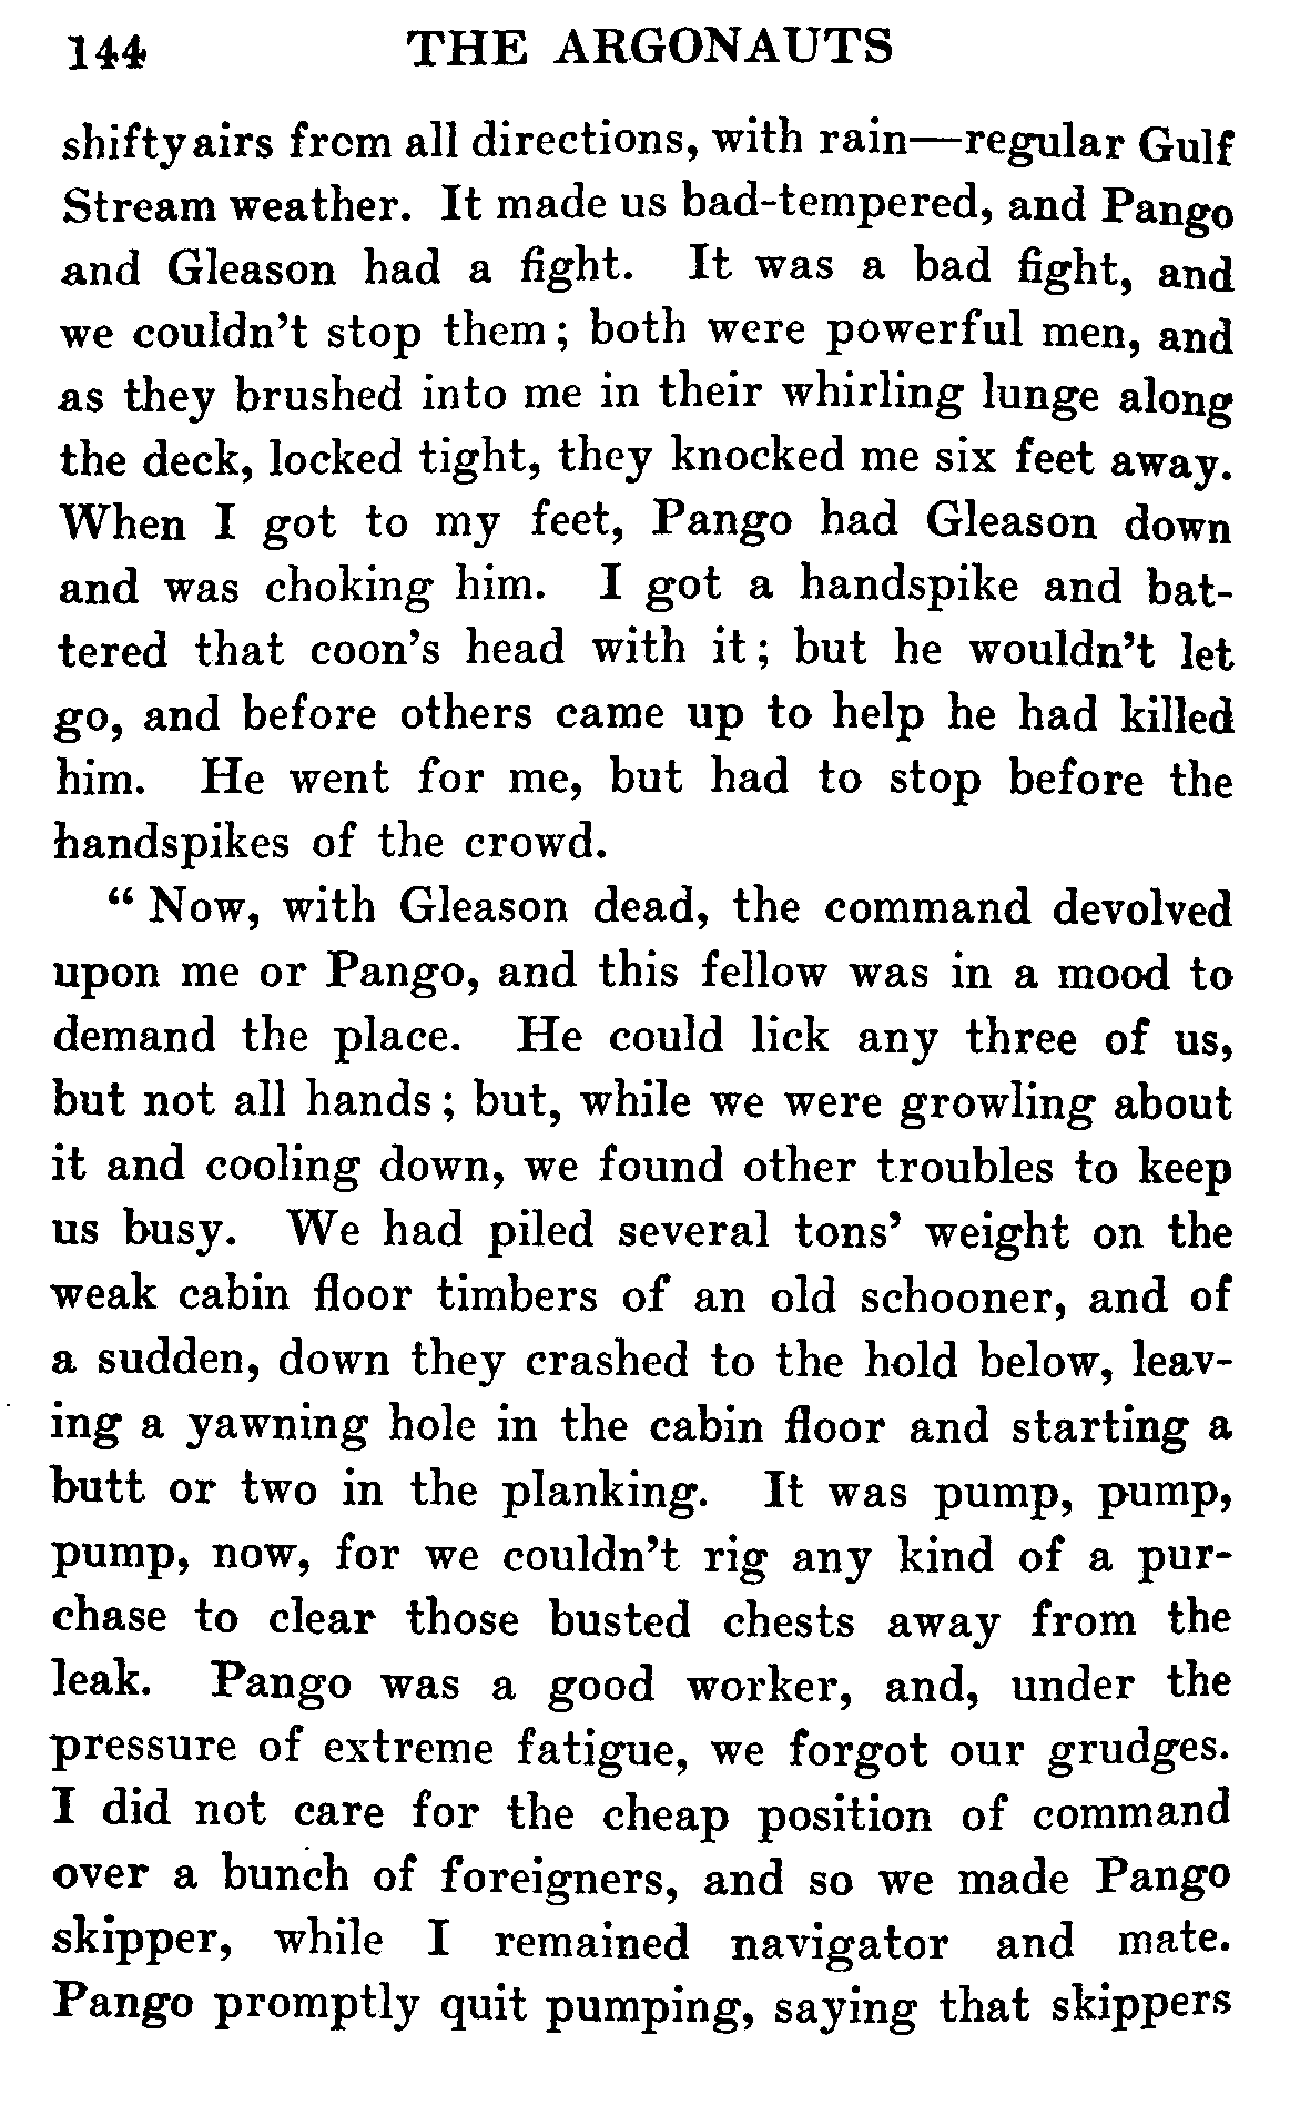 144 THE ARGONAUTS
shifty airs from all directions, with rain—regular Gulf
Stream weather. It made us bad-tempered, and Pango
and Gleason had a fight. It was a bad fight, and
we couldn't stop them; both were powerful men, and
as they brushed into me in their whirling lunge along
the deck, locked tight, they knocked me six feet away.
When I got to my feet, Pango had Gleason down
and was choking him. I got a handspike and bat-
tered that coon's head with it; but he wouldn't let
go, and before others came up to help he had killed
him. He went for me, but had to stop before the
handspikes of the crowd.
"Now, with Gleason dead, the command devolved
upon me or Pango, and this fellow was in a mood to
demand the place. He could lick any three of us,
but not all hands; but, while we were growling about
it and cooling down, we found other troubles to keep
us busy. We had piled several tons' weight on the
weak cabin floor timbers of an old schooner, and of
a sudden, down they crashed to the hold below, leav-
ing a yawning hole in the cabin floor and starting a
butt or two in the planking. It was pump, pump,
pump, now, for we couldn't rig any kind of a pur-
chase to clear those busted chests away from the
leak. Pango was a good worker, and, under the
pressure of extreme fatigue, we forgot our grudges.
I did not care for the cheap position of command
over a bunch of foreigners, and so we made Pango
skipper, while I remained navigator and mate.
Pango promptly quit pumping, saying that skippers